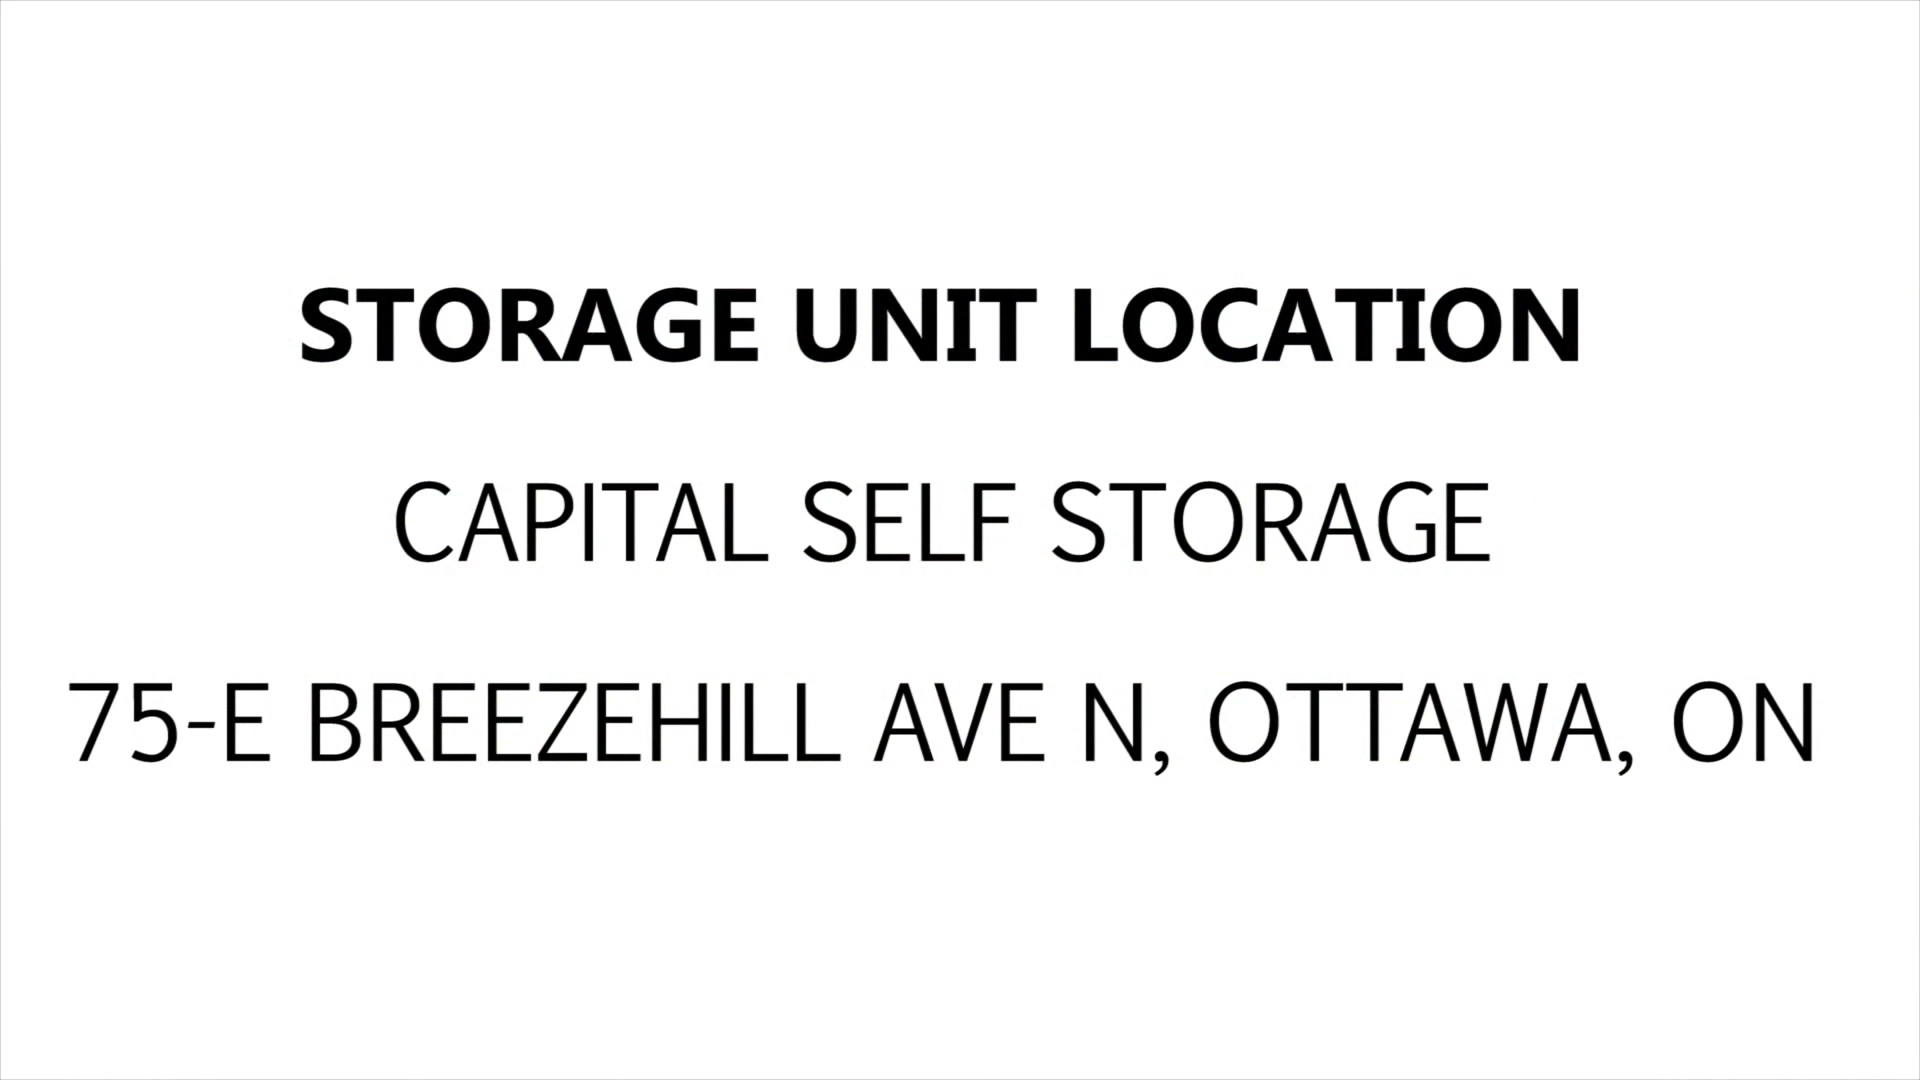 STORAGE UNIT LOCATION
CAPITAL SELF STORAGE
75-E BREEZEHILL AVE N, OTTAWA, ON